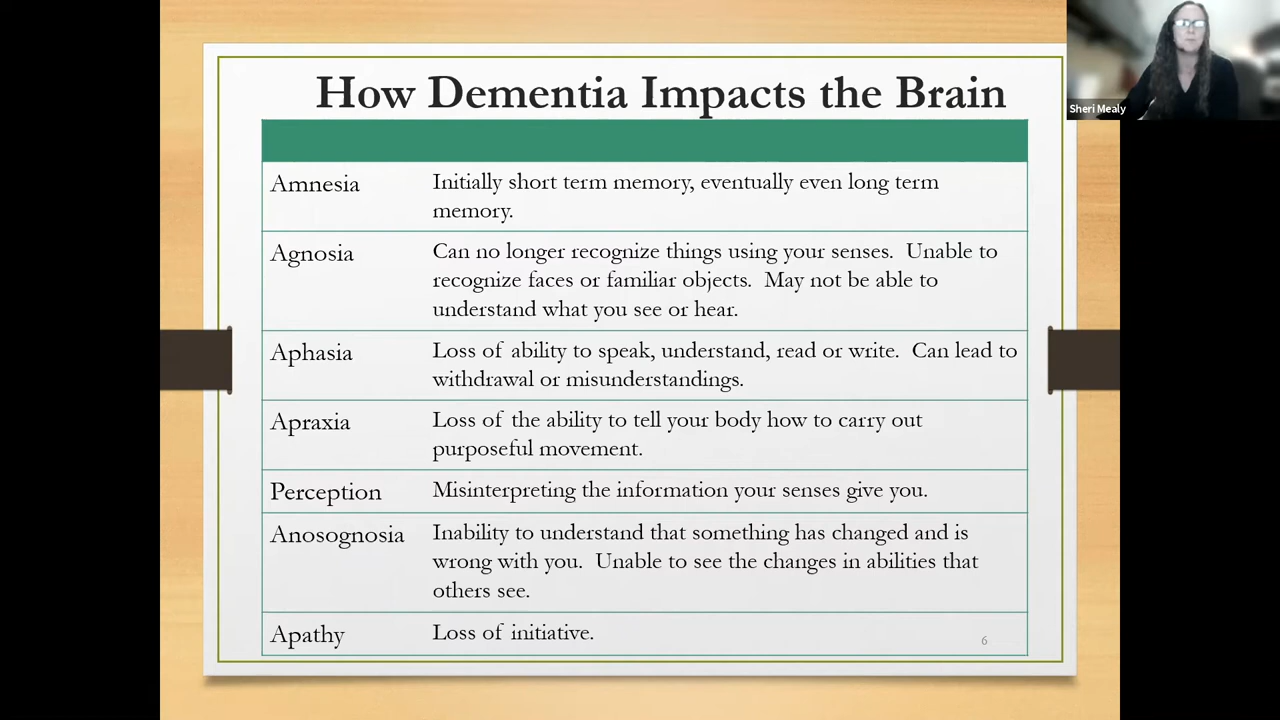 How Dementia Impacts the Brain
Sheri Mealy
Amnesia
Initially short term memory, eventually even long term
memory.
Agnosia
Can no longer recognize things using your senses. Unable to
recognize faces or familiar objects. May not be able to
understand what you see or hear.
Aphasia
Loss of ability to speak, understand, read or write. Can lead to
withdrawal or misunderstandings.
Apraxia
Loss of the ability to tell your body how to carry out
purposeful movement.
Perception
Misinterpreting the information your senses give you.
Anosognosia
Inability to understand that something has changed and is
wrong with you. Unable to see the changes in abilities that
others see.
Apathy
Loss of initiative.
6